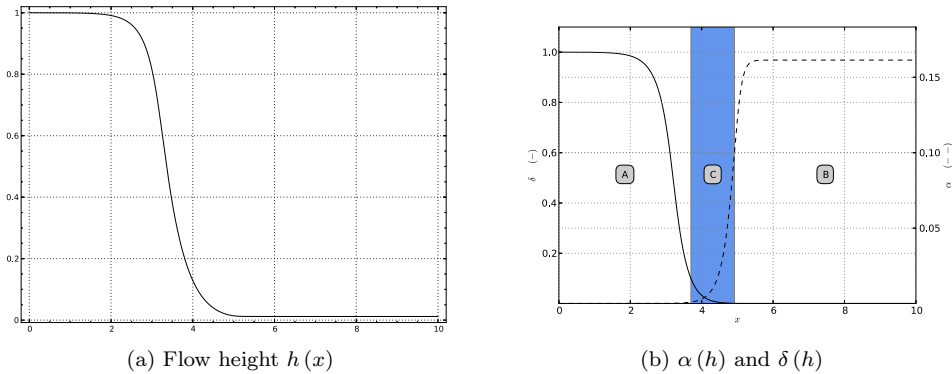 1
0.8
0.6
0.4
0.2
0
0 2 4 6 8 10
(a) Flow height h (x)
1.0
0.8
0.6
0.4
0.2
δ (−)
A
C
B
0.15
0.10
0.05
α (−−)
0 2 4 6 8 10
x
(b) α (h) and δ (h)